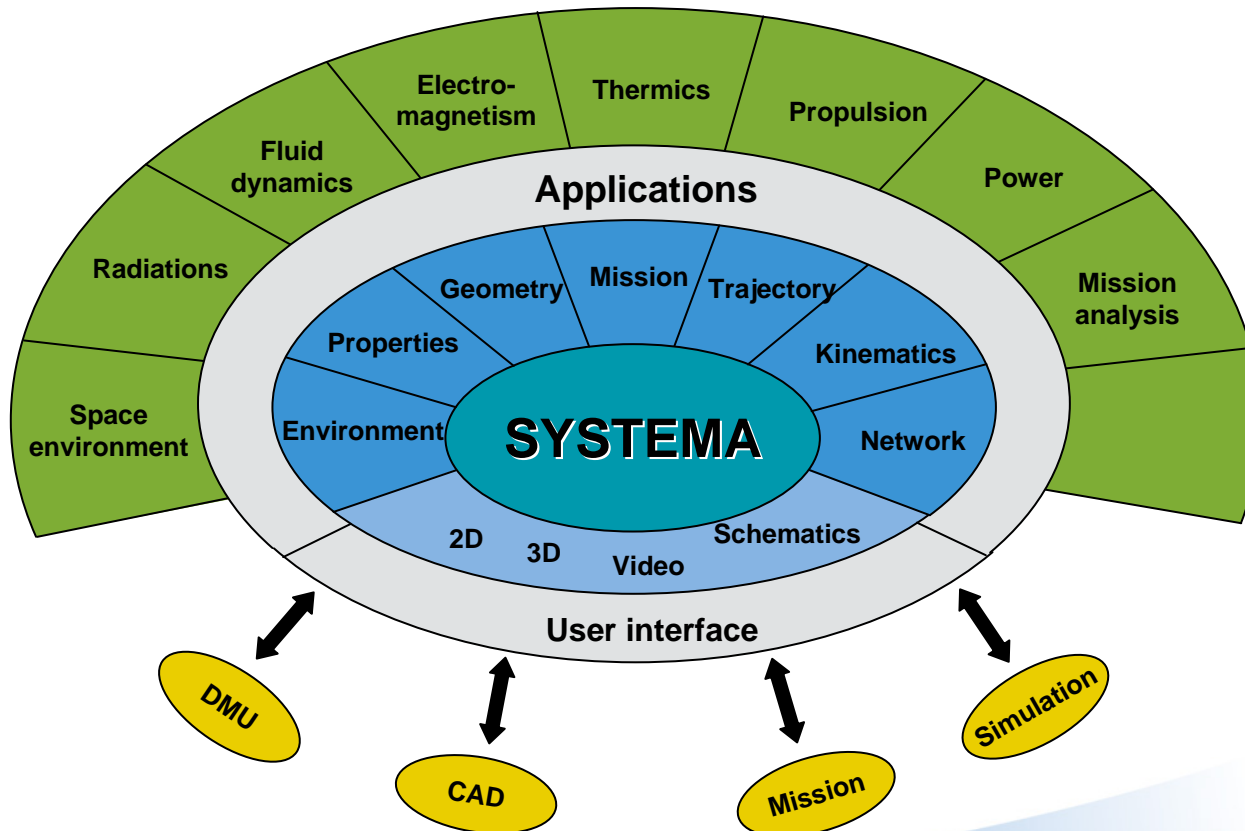 Electro-
magnetism
Thermics
Propulsion
Fluid
dynamics
Power
Radiations
Mission
analysis
Space
environment
Applications
Geometry
Mission
Trajectory
Properties
Kinematics
Environment
Network
SYSTEMA
2D
3D
Video
Schematics
User interface
DMU
CAD
Mission
Simulation